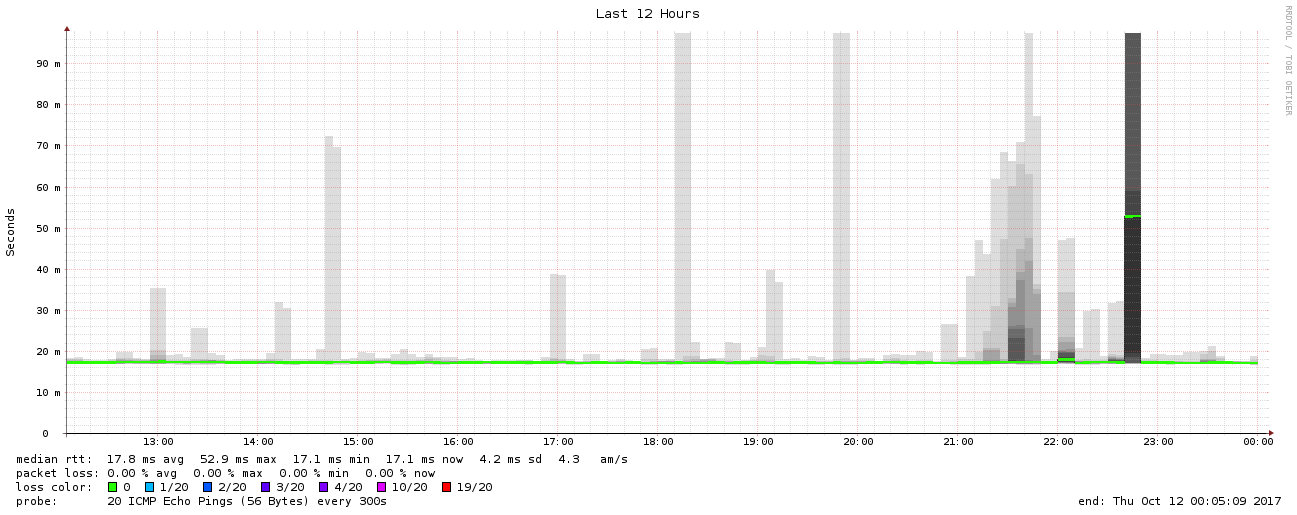 Last 12 Hours
RRDTOOL / TOBI OETIKER
Seconds
90 m
80 m
70 m
60 m
50 m
40 m
30 m
20 m
10 m
0
13:00 14:00 15:00 16:00 17:00 18:00 19:00 20:00 21:00 22:00 23:00 00:00
median rtt: 17.8 ms avg 52.9 ms max 17.1 ms min 17.1 ms now 4.2 ms sd 4.3 am/s
packet loss: 0.00 % avg 0.00 % max 0.00 % min 0.00 % now
loss color: 0 1/20 2/20 3/20 4/20 10/20 19/20
probe: 20 ICMP Echo Pings (56 Bytes) every 300s end: Thu Oct 12 00:05:09 2017